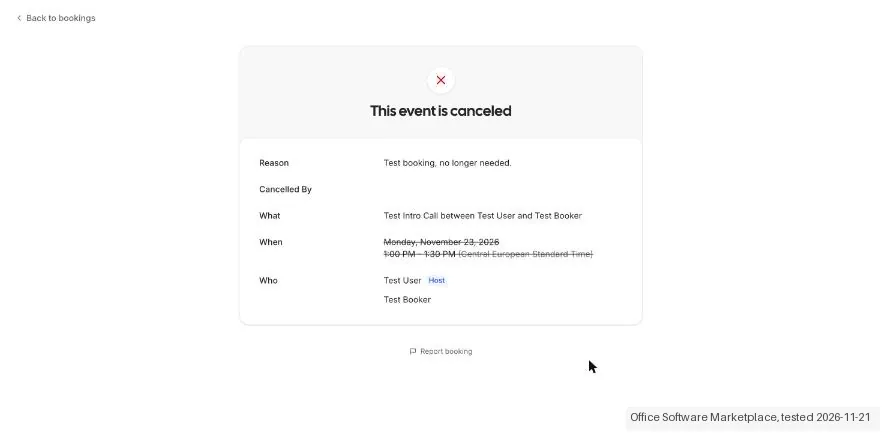 Back to bookings
This event is canceled
Reason Test booking, no longer needed.
Cancelled By
What Test Intro Call between Test User and Test Booker
When Monday, November 23, 2026
1:00 PM - 1:30 PM (Central European Standard Time)
Who Test User Host
Test Booker
Report booking
Office Software Marketplace, tested 2026-11-21